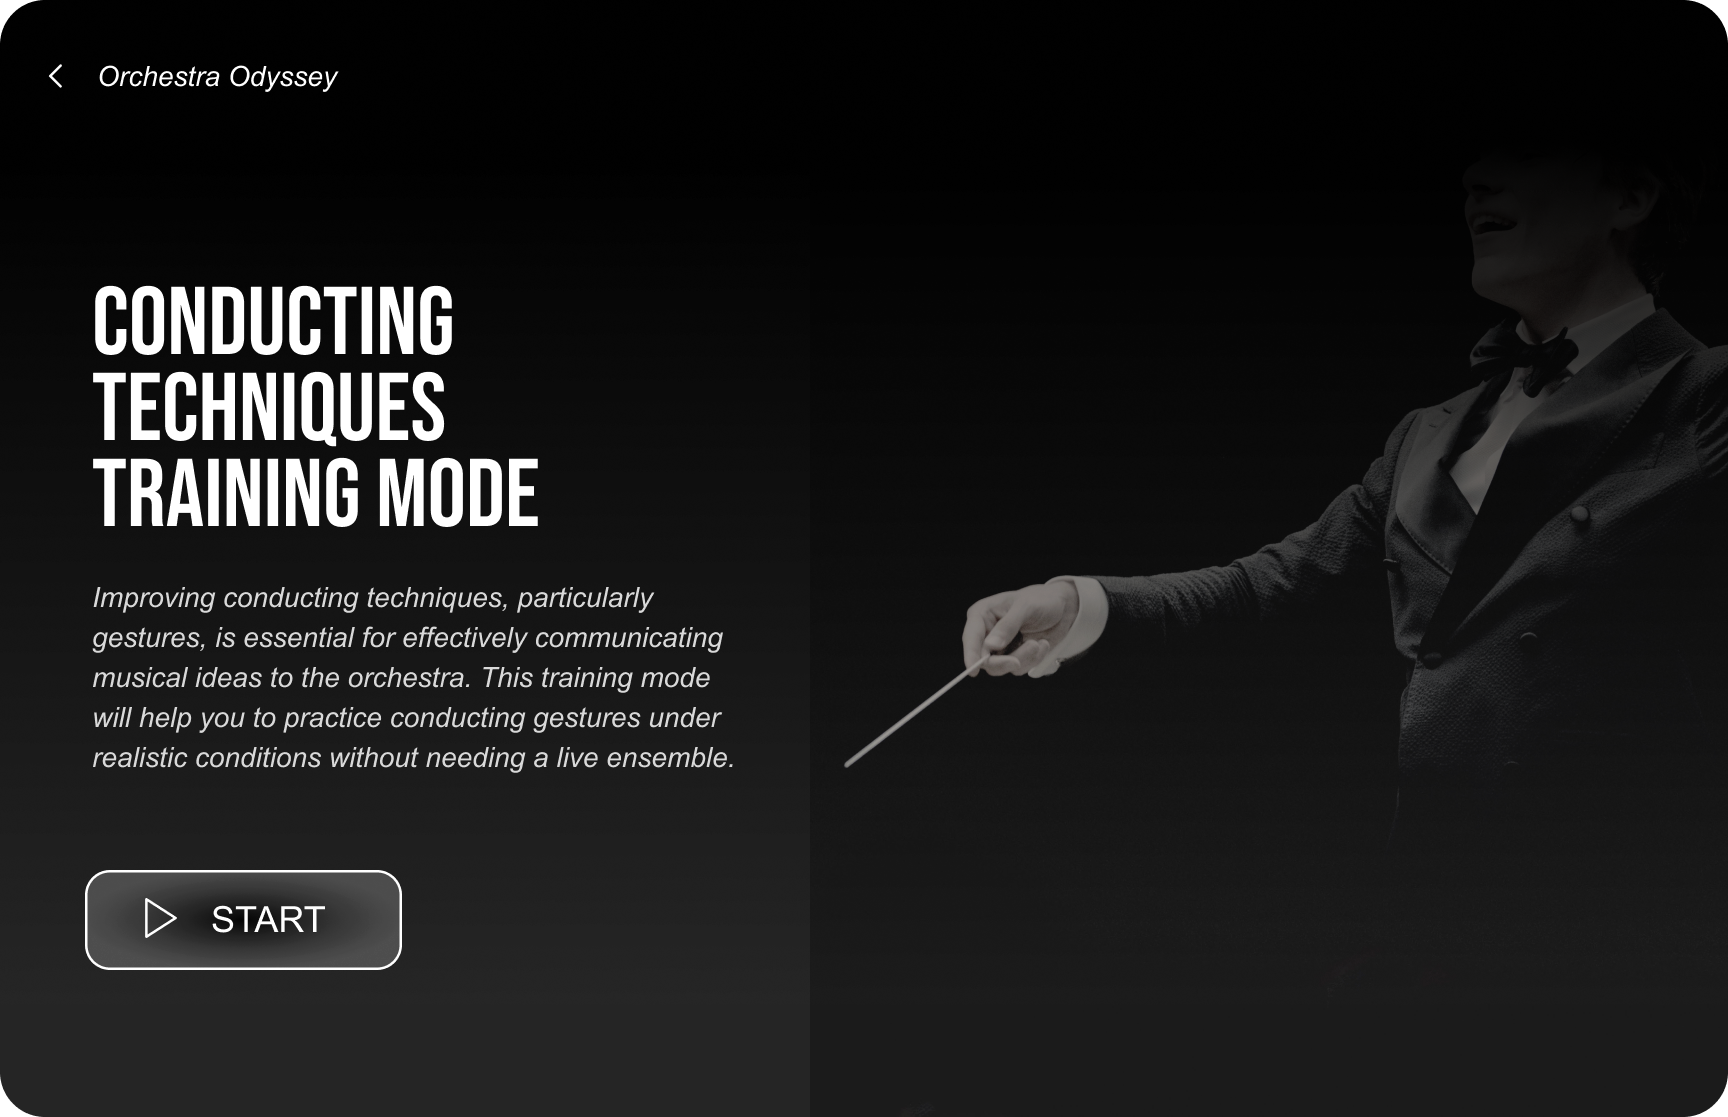 Orchestra Odyssey
CONDUCTING
TECHNIQUES
TRAINING MODE
Improving conducting techniques, particularly
gestures, is essential for effectively communicating
musical ideas to the orchestra. This training mode
will help you to practice conducting gestures under
realistic conditions without needing a live ensemble.
START